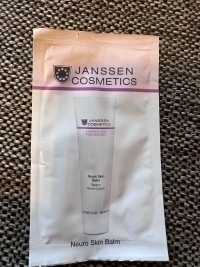 JANSSEN
COSMETICS
JANSSEN
COSMETICS
Neuro Skin
Balm
Neuro Skin Balm